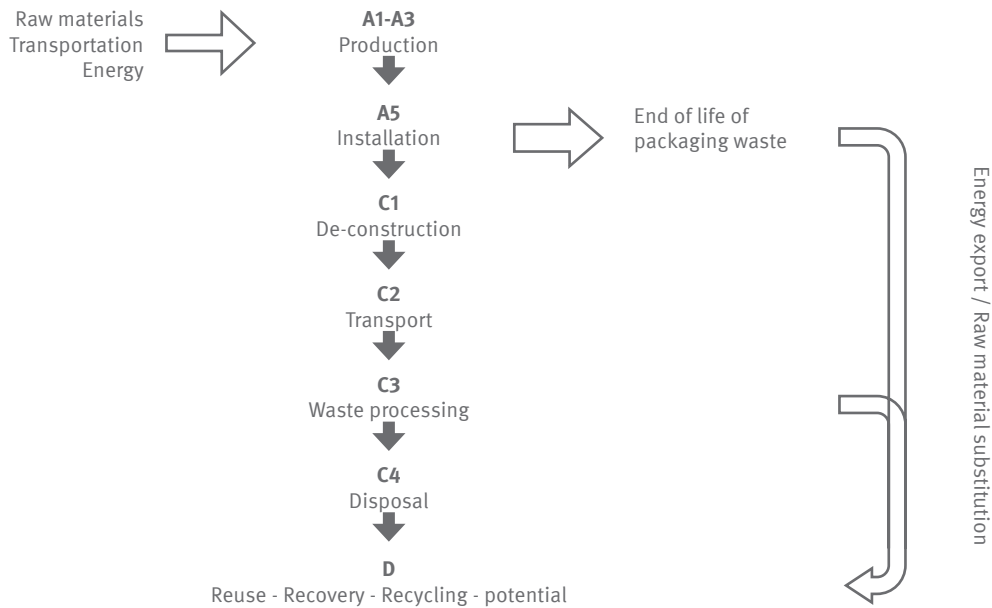 Raw materials
Transportation
Energy
A1-A3
Production
A5
Installation
End of life of
packaging waste
C1
De-construction
C2
Transport
C3
Waste processing
C4
Disposal
D
Reuse - Recovery - Recycling - potential
Energy export / Raw material substitution